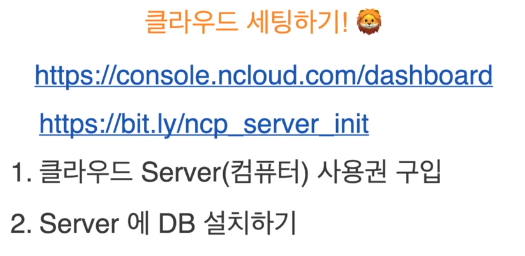 클라우드 세팅하기! 🦁
https://console.ncloud.com/dashboard
https://bit.ly/ncp_server_init
1. 클라우드 Server(컴퓨터) 사용권 구입
2. Server 에 DB 설치하기